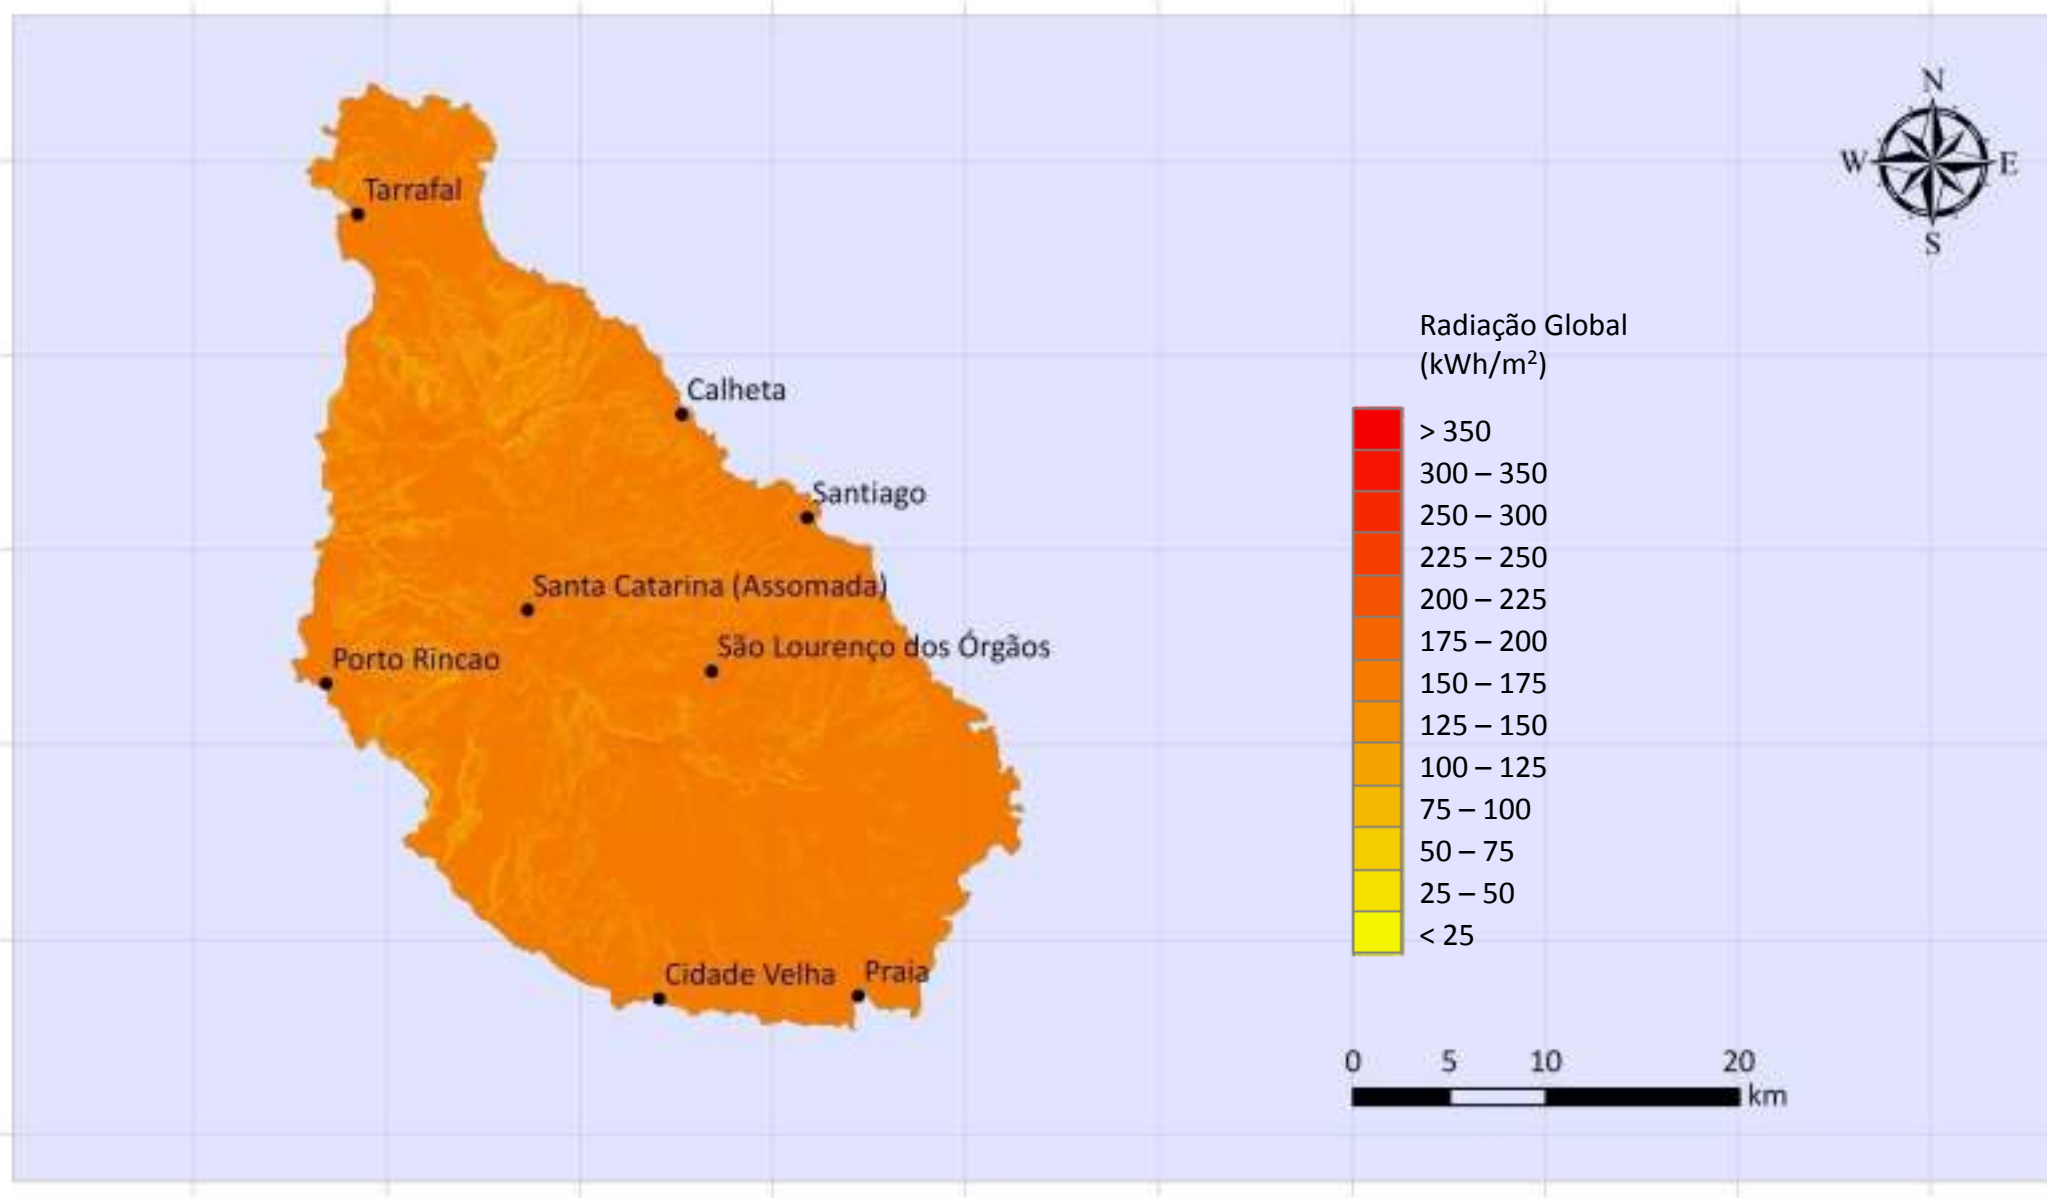 N
W E
S
Tarrafal
Calheta
Santiago
Santa Catarina (Assomada)
São Lourenço dos Órgãos
Porto Rincao
Cidade Velha
Praia
Radiação Global
(kWh/m²)
> 350
300 – 350
250 – 300
225 – 250
200 – 225
175 – 200
150 – 175
125 – 150
100 – 125
75 – 100
50 – 75
25 – 50
< 25
0 5 10 20
km